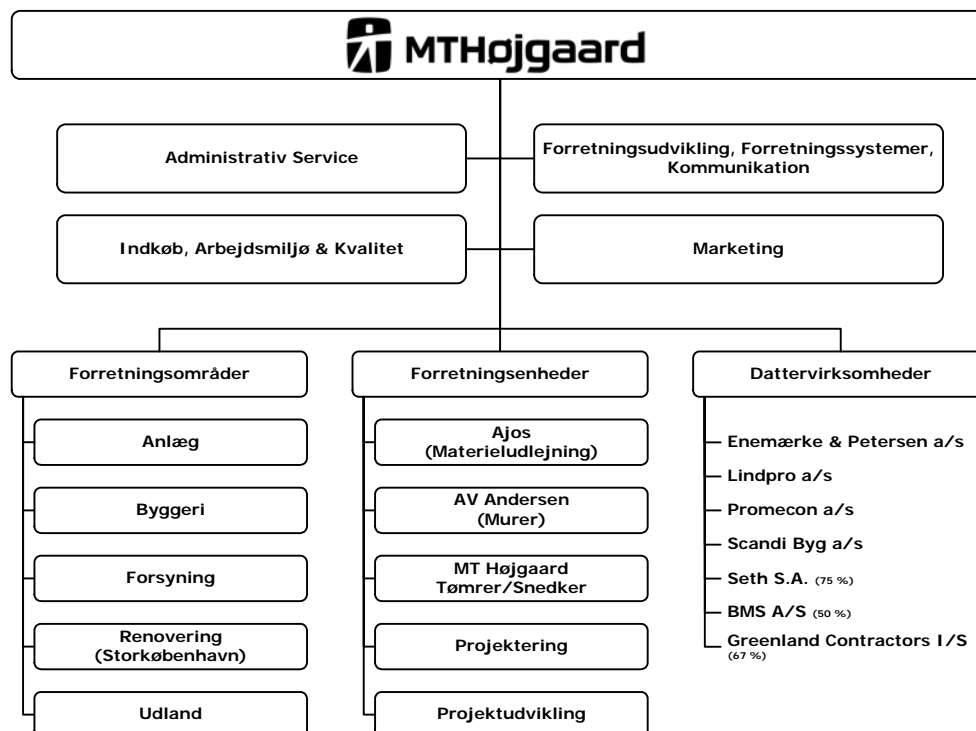 MTHøjgaard
Administrativ Service
Forretningsudvikling, Forretningssystemer,
Kommunikation
Indkøb, Arbejdsmiljø & Kvalitet
Marketing
Forretningsområder
Anlæg
Byggeri
Forsyning
Renovering
(Storkøbenhavn)
Udland
Forretningsenheder
Ajos
(Materieludlejning)
AV Andersen
(Murer)
MT Højgaard
Tømrer/Snedker
Projektering
Projektudvikling
Dattervirksomheder
Enemærke & Petersen a/s
Lindpro a/s
Promecon a/s
Scandi Byg a/s
Seth S.A. (75 %)
BMS A/S (50 %)
Greenland Contractors I/S
(67 %)